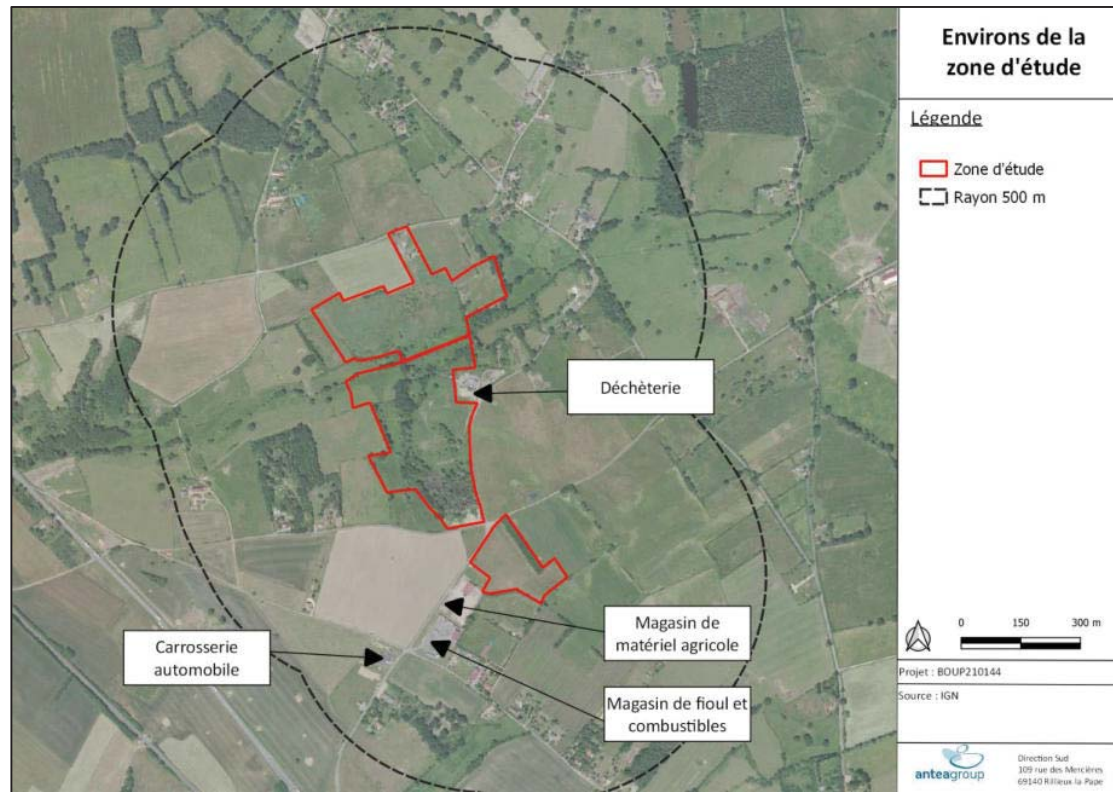 Environs de la
zone d'étude
Légende
Zone d'étude
Rayon 500 m
Déchèterie
Magasin de
matériel agricole
Carrosserie
automobile
Magasin de fioul et
combustibles
0 150 300 m
Projet : BOUP210144
Source : IGN
anteagroup
Direction Sud
109 rue des Mercières
69140 Rillieux la Pape